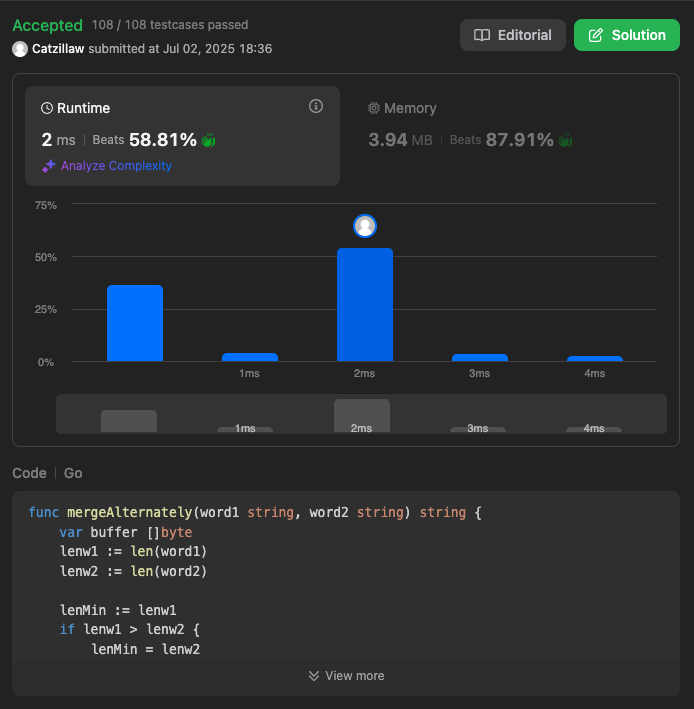 Accepted 108 / 108 testcases passed
Catzillaw submitted at Jul 02, 2025 18:36
Editorial
Solution
Runtime
2 ms Beats 58.81%
Analyze Complexity
Memory
3.94 MB Beats 87.91%
75%
50%
25%
0%
1ms 2ms 3ms 4ms
1ms 2ms 3ms 4ms
Code Go
func mergeAlternately(word1 string, word2 string) string {
    var buffer []byte
    lenw1 := len(word1)
    lenw2 := len(word2)

    lenMin := lenw1
    if lenw1 > lenw2 {
        lenMin = lenw2
View more